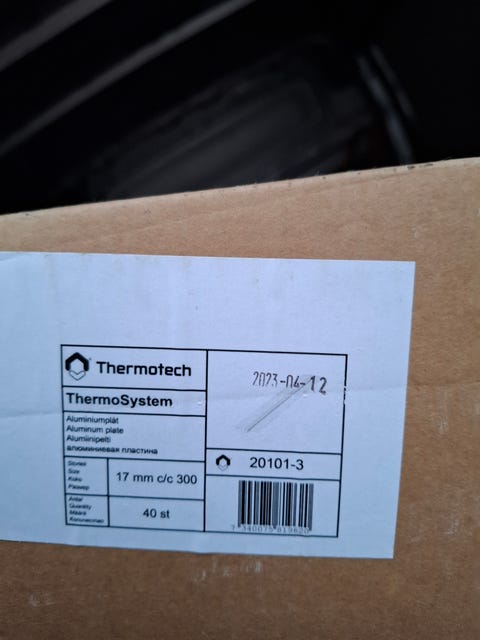 Thermotech
ThermoSystem
Aluminiumplåt
Aluminum plate
Alumiinipelti
алюминиевая пластина
Storlek
Size
Koko
Размер
17 mm c/c 300
Antal
Quantity
Määrä
Количество
40 st
2023-04-12
20101-3